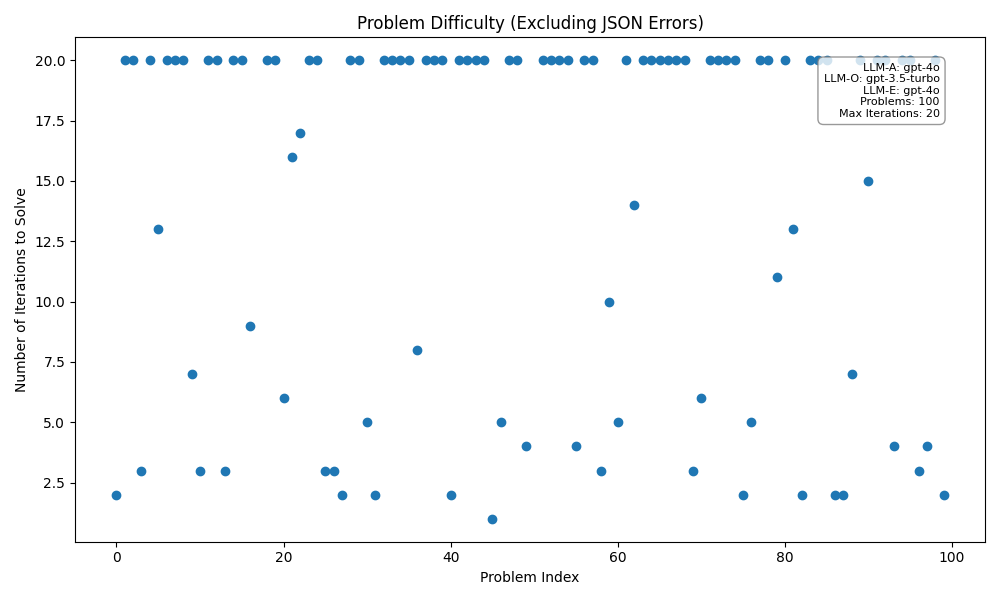 Problem Difficulty (Excluding JSON Errors)
20.0
17.5
15.0
12.5
10.0
7.5
5.0
2.5
Number of Iterations to Solve
LLM-A: gpt-4o
LLM-O: gpt-3.5-turbo
LLM-E: gpt-4o
Problems: 100
Max Iterations: 20
0 20 40 60 80 100
Problem Index